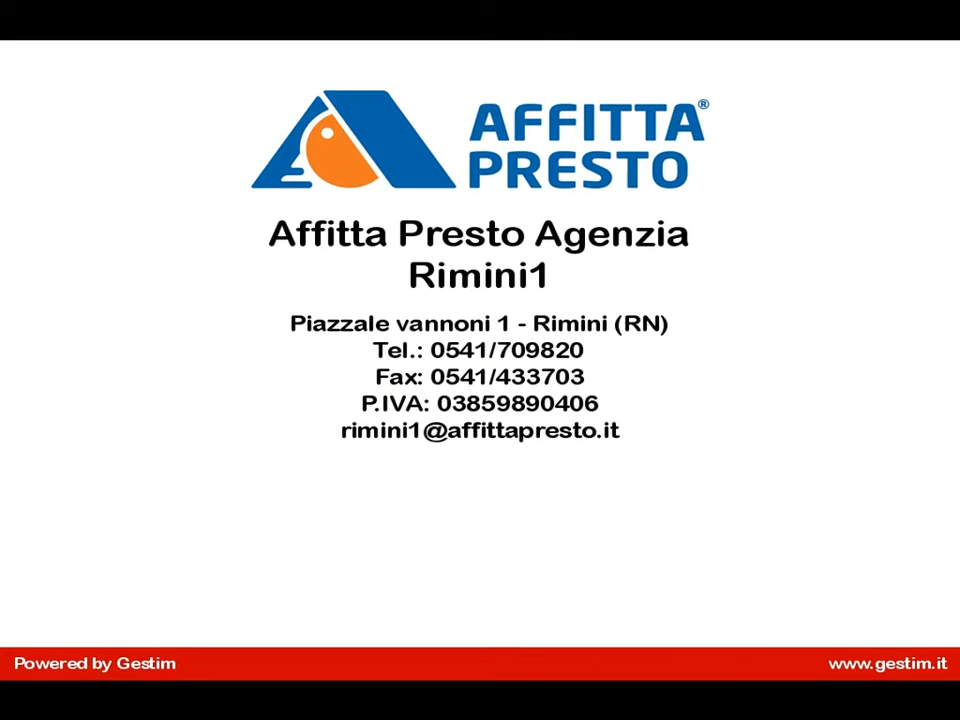 AFFITTA®
PRESTO
Affitta Presto Agenzia
Rimini1
Piazzale vannoni 1 - Rimini (RN)
Tel.: 0541/709820
Fax: 0541/433703
P.IVA: 03859890406
rimini1@affittapresto.it
Powered by Gestim
www.gestim.it